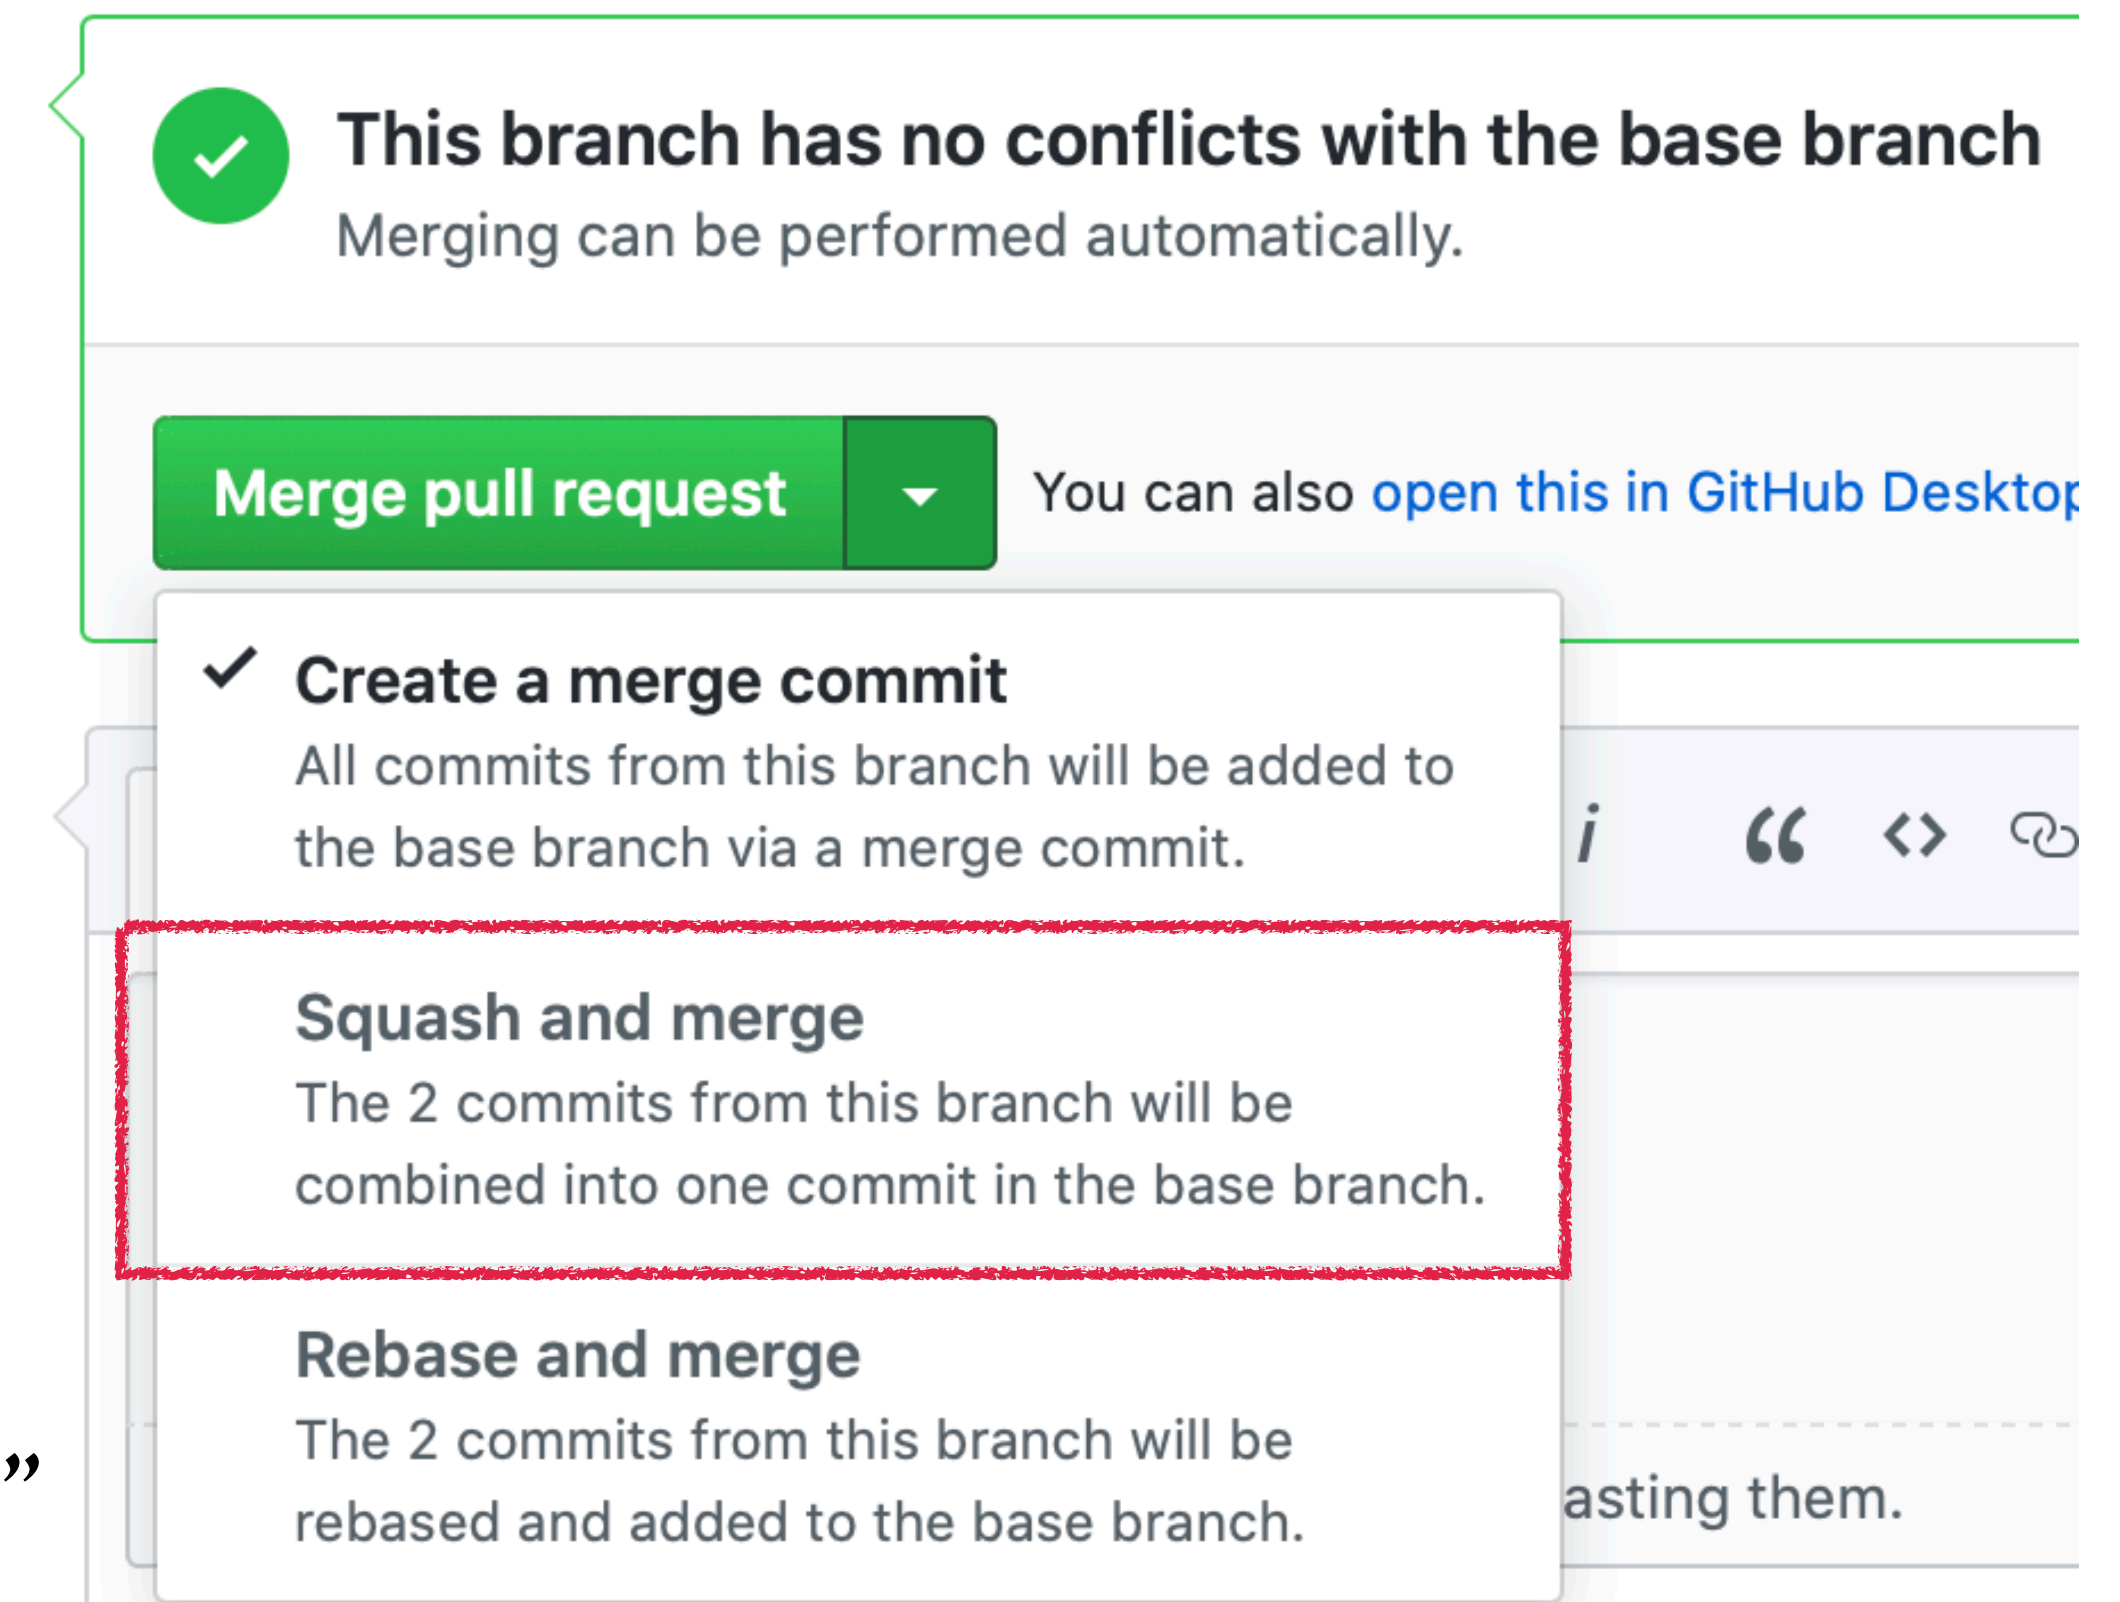 This branch has no conflicts with the base branch
Merging can be performed automatically.
Merge pull request
You can also open this in GitHub Desktop
Create a merge commit
All commits from this branch will be added to
the base branch via a merge commit.
i “ <>
Squash and merge
The 2 commits from this branch will be
combined into one commit in the base branch.
Rebase and merge
The 2 commits from this branch will be
rebased and added to the base branch.
”
asting them.